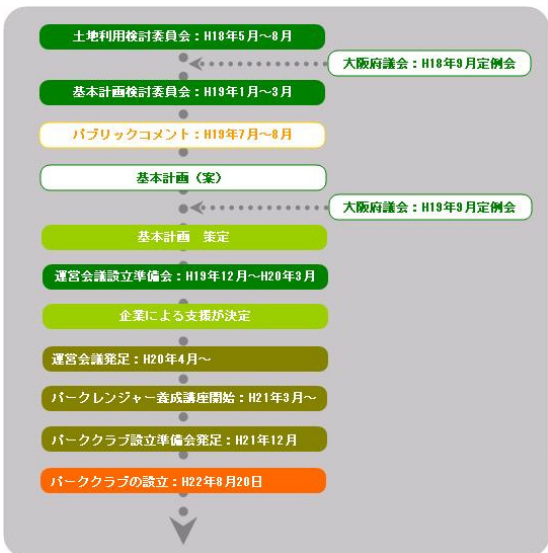 土地利用検討委員会：H18年5月～8月
大阪府議会：H18年9月定例会
基本計画検討委員会：H19年1月～3月
パブリックコメント：H19年7月～8月
基本計画（案）
大阪府議会：H19年9月定例会
基本計画　策定
運営会議設立準備会：H19年12月～H20年3月
企業による支援が決定
運営会議発足：H20年4月～
パークレンジャー養成講座開始：H21年3月～
パーククラブ設立準備会発足：H21年12月
パーククラブの設立：H22年8月20日